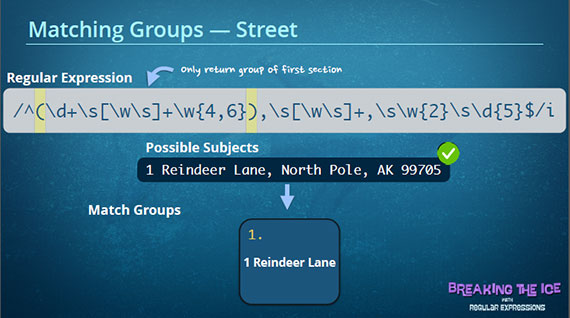 Matching Groups — Street
Only return group of first section
Regular Expression
/^(\d+\s[\w\s]+\w{4,6}),\s[\w\s]+,\s\w{2}\s\d{5}$/i
Possible Subjects
1 Reindeer Lane, North Pole, AK 99705
Match Groups
1.
1 Reindeer Lane
BREAKING THE ICE
WITH
REGULAR EXPRESSIONS